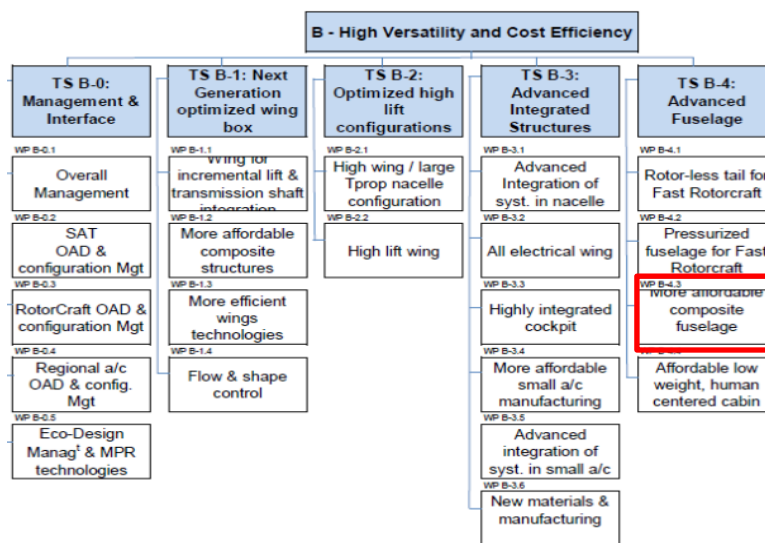 B - High Versatility and Cost Efficiency
TS B-0:
Management &
Interface
WP B-0.1
Overall
Management
WP B-0.2
SAT
OAD &
configuration Mgt
WP B-0.3
RotorCraft OAD &
configuration Mgt
WP B-0.4
Regional a/c
OAD & config.
Mgt
WP B-0.5
Eco-Design
Managᵗ & MPR
technologies
TS B-1: Next
Generation
optimized wing
box
WP B-1.1
Wing for
incremental lift &
transmission shaft
integration
WP B-1.2
More affordable
composite
structures
WP B-1.3
More efficient
wings
technologies
WP B-1.4
Flow & shape
control
TS B-2:
Optimized high
lift
configurations
WP B-2.1
High wing / large
Tprop nacelle
configuration
WP B-2.2
High lift wing
TS B-3:
Advanced
Integrated
Structures
WP B-3.1
Advanced
Integration of
syst. in nacelle
WP B-3.2
All electrical wing
WP B-3.3
Highly integrated
cockpit
WP B-3.4
More affordable
small a/c
manufacturing
WP B-3.5
Advanced
integration of
syst. in small a/c
WP B-3.6
New materials &
manufacturing
TS B-4:
Advanced
Fuselage
WP B-4.1
Rotor-less tail for
Fast Rotorcraft
WP B-4.2
Pressurized
fuselage for Fast
Rotorcraft
WP B-4.3
More affordable
composite
fuselage
WP B-4.4
Affordable low
weight, human
centered cabin